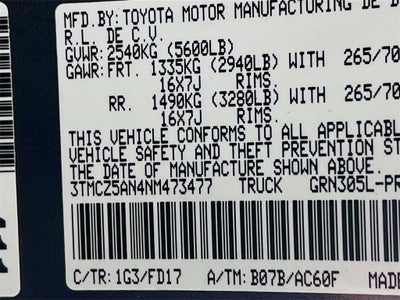 MFD.BY: TOYOTA MOTOR MANUFACTURING DE B
R.L. DE C.V.
GVWR: 2540KG (5600LB)
GAWR: FRT. 1335KG (2940LB) WITH 265/70
16X7J RIMS.
RR. 1490KG (3280LB) WITH 265/70
16X7J RIMS.
THIS VEHICLE CONFORMS TO ALL APPLICABL
VEHICLE SAFETY AND THEFT PREVENTION ST
THE DATE OF MANUFACTURE SHOWN ABOVE.
3TMCZ5AN4NM473477 TRUCK GRN305L-PR
C/TR: 1G3/FD17 A/TM: B07B/AC60F MADE